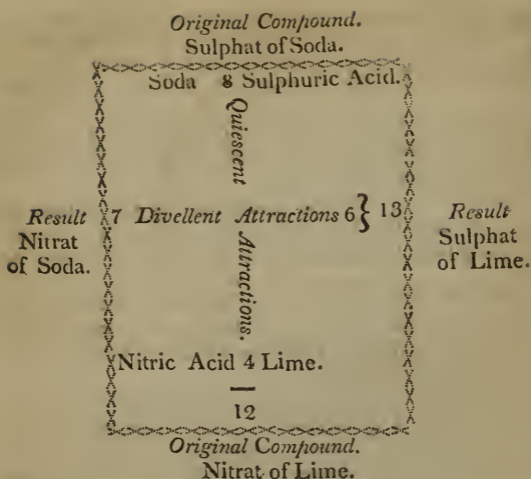 Original Compound.
Sulphat of Soda.
Soda 8 Sulphuric Acid.
Quiescent
Result 7 Divellent Attractions 6 } 13 Result
Nitrat Sulphat
of Soda. of Lime.
Attractions.
Nitric Acid 4 Lime.
12
Original Compound.
Nitrat of Lime.